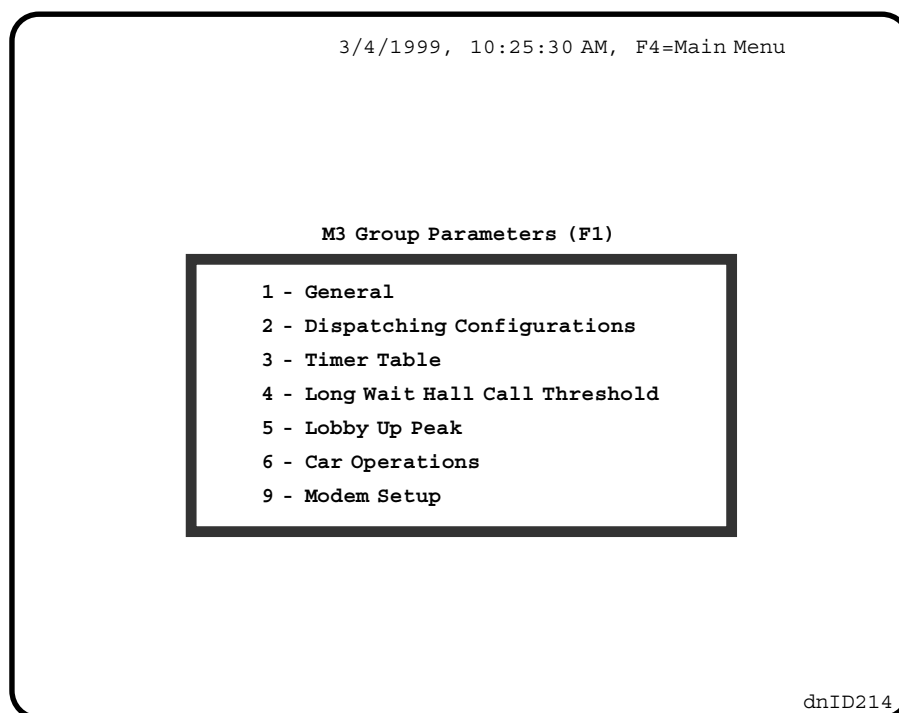 3/4/1999, 10:25:30 AM, F4=Main Menu
M3 Group Parameters (F1)
1 - General
2 - Dispatching Configurations
3 - Timer Table
4 - Long Wait Hall Call Threshold
5 - Lobby Up Peak
6 - Car Operations
9 - Modem Setup
dnID214